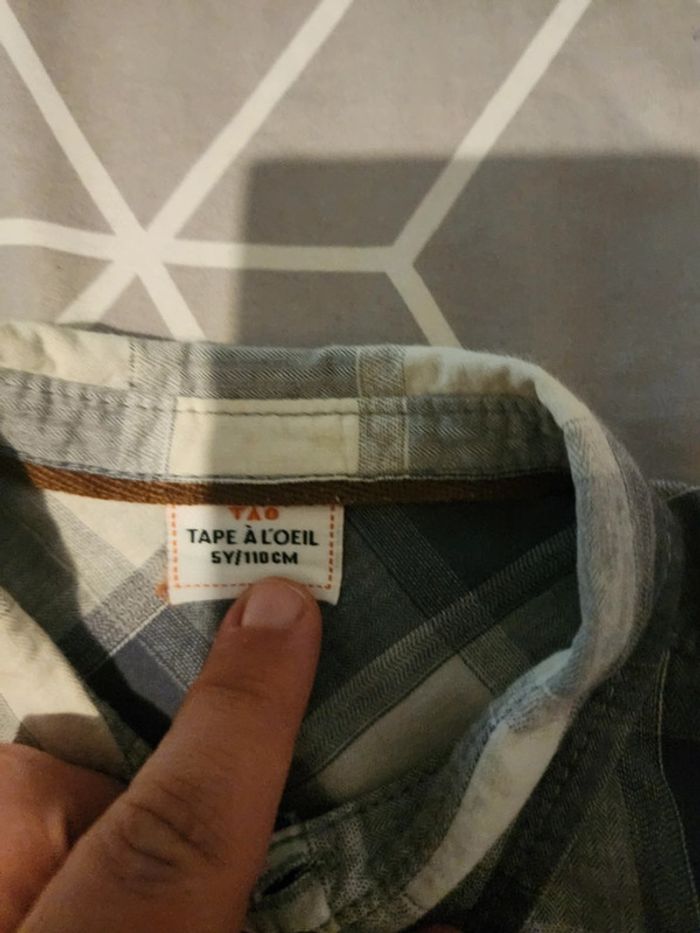 TAO
TAPE À L'OEIL
5Y/110CM